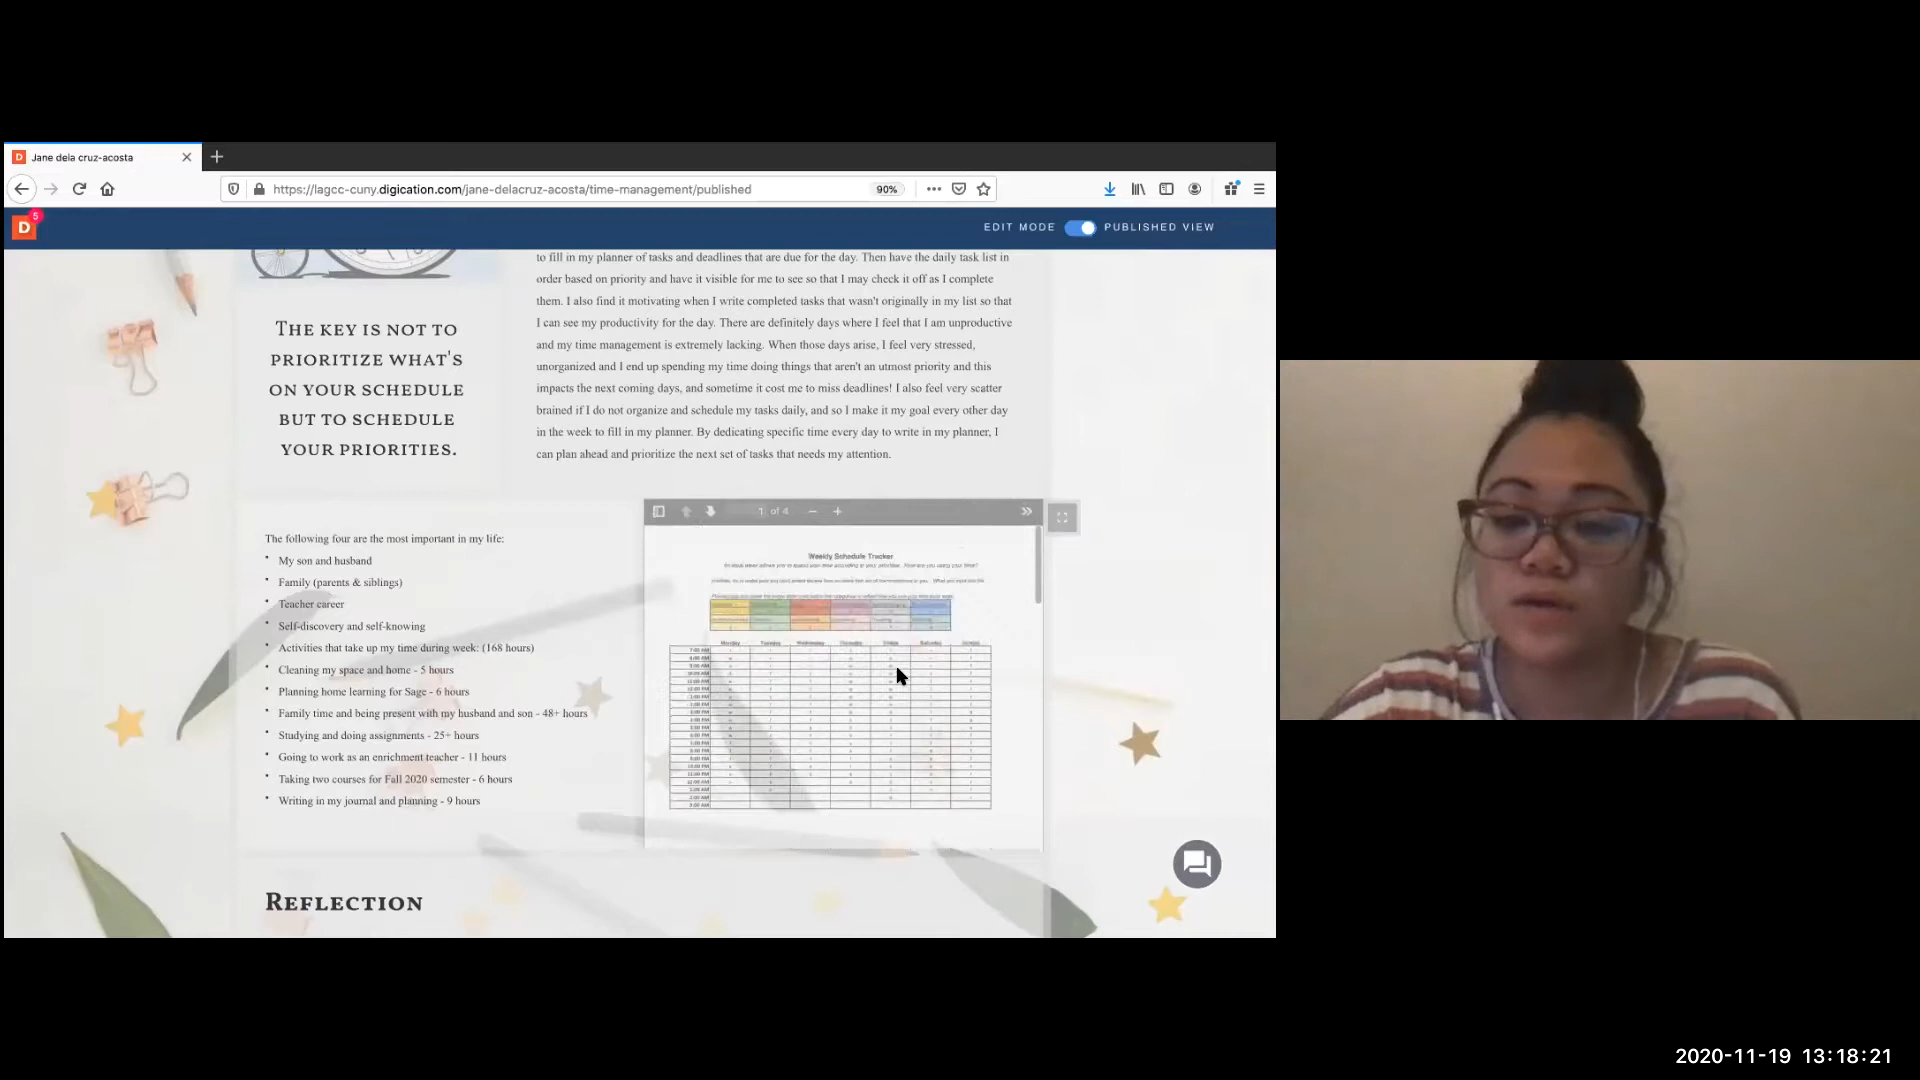 Jane dela cruz-acosta
https://lagcc-cuny.digication.com/jane-delacruz-acosta/time-management/published
90%
D
5
EDIT MODE
PUBLISHED VIEW
THE KEY IS NOT TO
PRIORITIZE WHAT'S
ON YOUR SCHEDULE
BUT TO SCHEDULE
YOUR PRIORITIES.
to fill in my planner of tasks and deadlines that are due for the day. Then have the daily task list in
order based on priority and have it visible for me to see so that I may check it off as I complete
them. I also find it motivating when I write completed tasks that wasn't originally in my list so that
I can see my productivity for the day. There are definitely days where I feel that I am unproductive
and my time management is extremely lacking. When those days arise, I feel very stressed,
unorganized and I end up spending my time doing things that aren't an utmost priority and this
impacts the next coming days, and sometime it cost me to miss deadlines! I also feel very scatter
brained if I do not organize and schedule my tasks daily, and so I make it my goal every other day
in the week to fill in my planner. By dedicating specific time every day to write in my planner, I
can plan ahead and prioritize the next set of tasks that needs my attention.
The following four are the most important in my life:
My son and husband
Family (parents & siblings)
Teacher career
Self-discovery and self-knowing
Activities that take up my time during week: (168 hours)
Cleaning my space and home - 5 hours
Planning home learning for Sage - 6 hours
Family time and being present with my husband and son - 48+ hours
Studying and doing assignments - 25+ hours
Going to work as an enrichment teacher - 11 hours
Taking two courses for Fall 2020 semester - 6 hours
Writing in my journal and planning - 9 hours
1 of 4
Weekly Schedule Tracker
Monday Tuesday Wednesday Thursday Friday Saturday Sunday
REFLECTION
2020-11-19 13:18:21